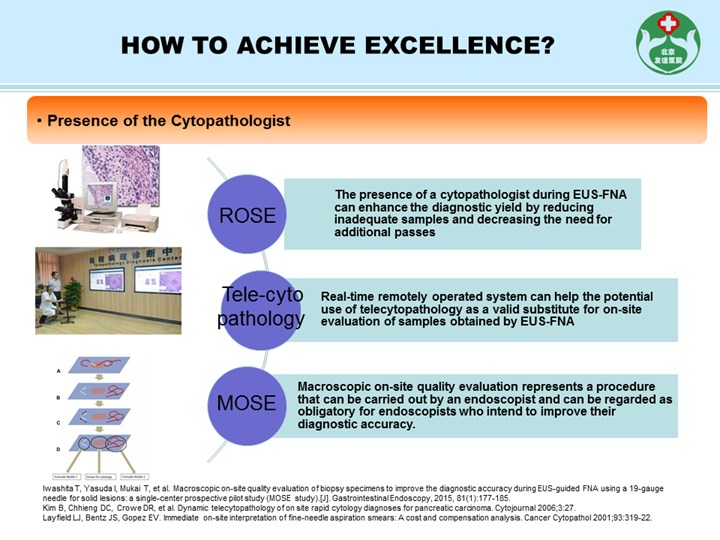 HOW TO ACHIEVE EXCELLENCE?
北京
友谊医院
• Presence of the Cytopathologist
ROSE
The presence of a cytopathologist during EUS-FNA
can enhance the diagnostic yield by reducing
inadequate samples and decreasing the need for
additional passes
远程病理诊断中
Telepathology Diagnosis Center
Tele-cyto
pathology
Real-time remotely operated system can help the potential
use of telecytopathology as a valid substitute for on-site
evaluation of samples obtained by EUS-FNA
A
B
C
D
MOSE
Macroscopic on-site quality evaluation represents a procedure
that can be carried out by an endoscopist and can be regarded as
obligatory for endoscopists who intend to improve their
diagnostic accuracy.
Iwashita T, Yasuda I, Mukai T, et al. Macroscopic on-site quality evaluation of biopsy specimens to improve the diagnostic accuracy during EUS-guided FNA using a 19-gauge
needle for solid lesions: a single-center prospective pilot study (MOSE study).[J]. Gastrointestinal Endoscopy, 2015, 81(1):177-185.
Kim B, Chhieng DC, Crowe DR, et al. Dynamic telecytopathology of on site rapid cytology diagnoses for pancreatic carcinoma. Cytojournal 2006;3:27.
Layfield LJ, Bentz JS, Gopez EV. Immediate on-site interpretation of fine-needle aspiration smears: A cost and compensation analysis. Cancer Cytopathol 2001;93:319-22.